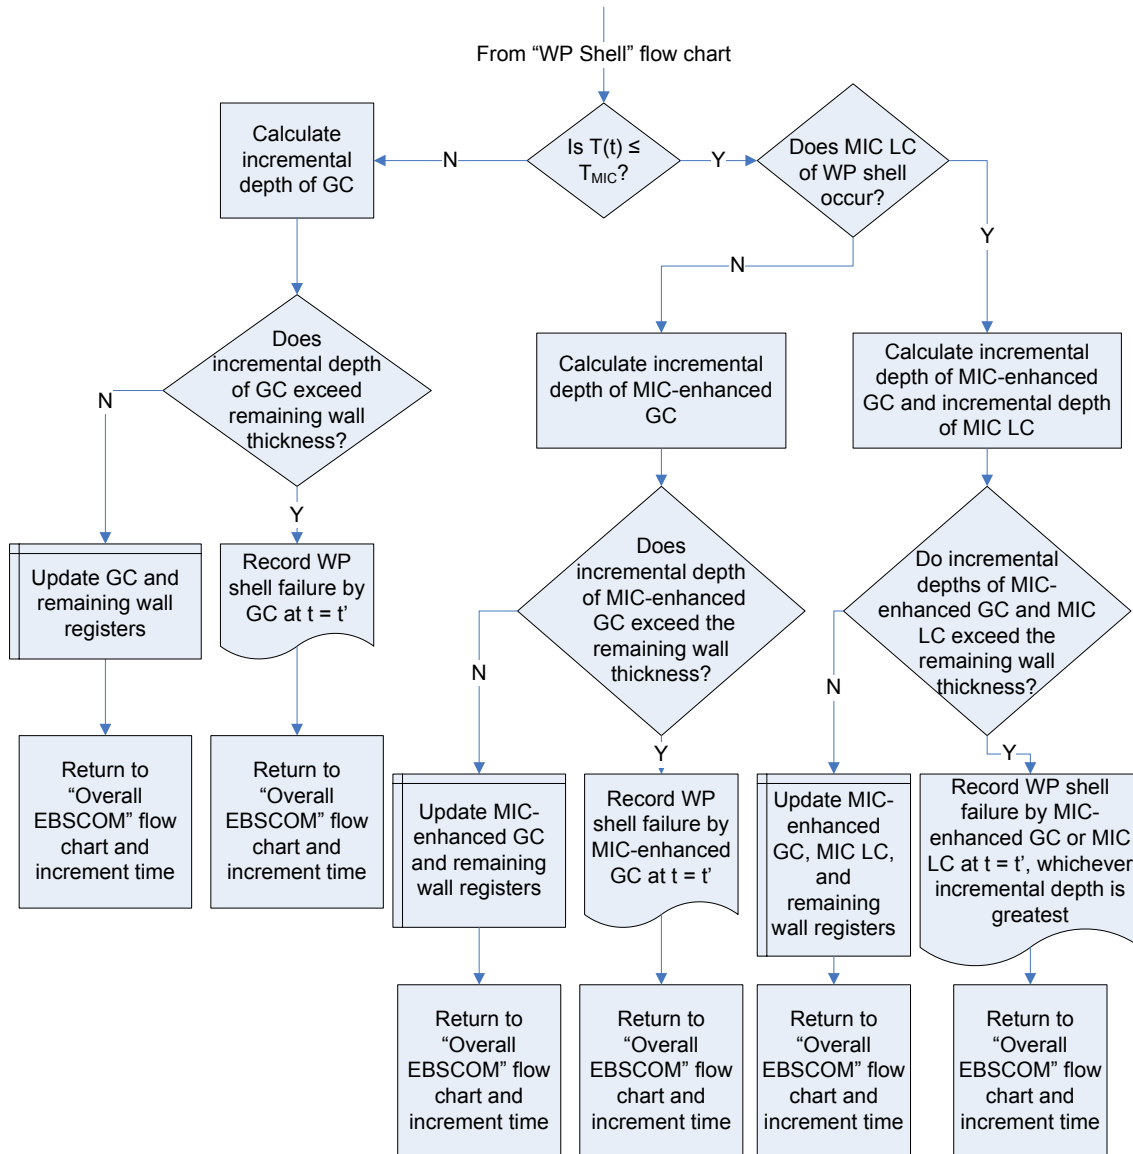 From “WP Shell” flow chart
Is T(t) ≤
TMIC?
N
Y
Calculate
incremental
depth of GC
Does MIC LC
of WP shell
occur?
N
Y
Does
incremental depth
of GC exceed
remaining wall
thickness?
N
Y
Update GC and
remaining wall
registers
Record WP
shell failure by
GC at t = t’
Return to
“Overall
EBSCOM” flow
chart and
increment time
Return to
“Overall
EBSCOM” flow
chart and
increment time
Calculate incremental
depth of MIC-enhanced
GC
Calculate incremental
depth of MIC-enhanced
GC and incremental depth
of MIC LC
Does
incremental depth
of MIC-enhanced
GC exceed the
remaining wall
thickness?
N
Y
Do incremental
depths of MIC-
enhanced GC and MIC
LC exceed the
remaining wall
thickness?
N
Y
Update MIC-
enhanced GC
and remaining
wall registers
Record WP
shell failure by
MIC-enhanced
GC at t = t’
Update MIC-
enhanced
GC, MIC LC,
and
remaining
wall registers
Record WP shell
failure by MIC-
enhanced GC or MIC
LC at t = t’, whichever
incremental depth is
greatest
Return to
“Overall
EBSCOM” flow
chart and
increment time
Return to
“Overall
EBSCOM” flow
chart and
increment time
Return to
“Overall
EBSCOM” flow
chart and
increment time
Return to
“Overall
EBSCOM” flow
chart and
increment time